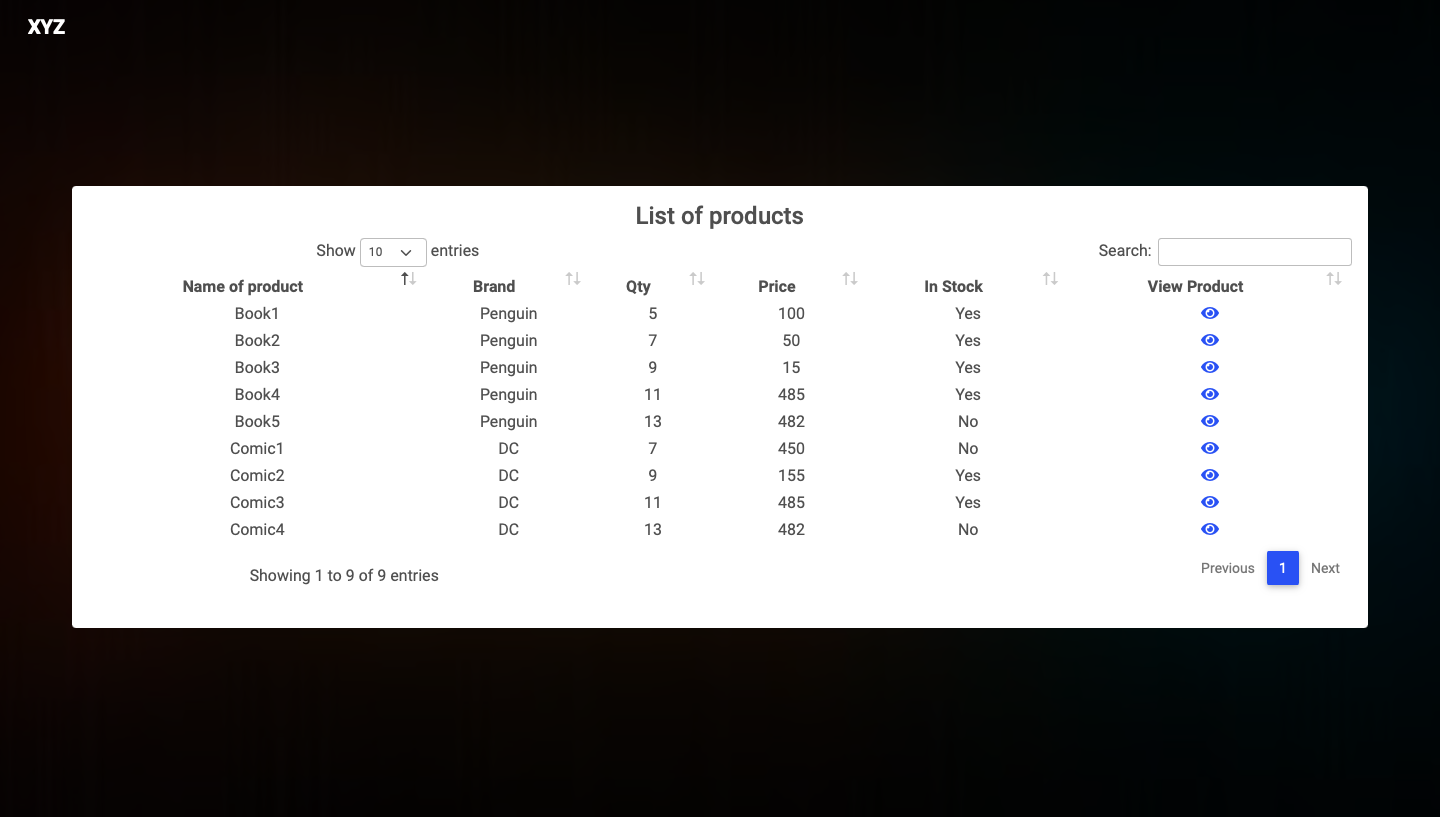 XYZ
List of products
Show 10 entries Search:
Name of product Brand Qty Price In Stock View Product
Book1 Penguin 5 100 Yes
Book2 Penguin 7 50 Yes
Book3 Penguin 9 15 Yes
Book4 Penguin 11 485 Yes
Book5 Penguin 13 482 No
Comic1 DC 7 450 No
Comic2 DC 9 155 Yes
Comic3 DC 11 485 Yes
Comic4 DC 13 482 No
Showing 1 to 9 of 9 entries Previous 1 Next